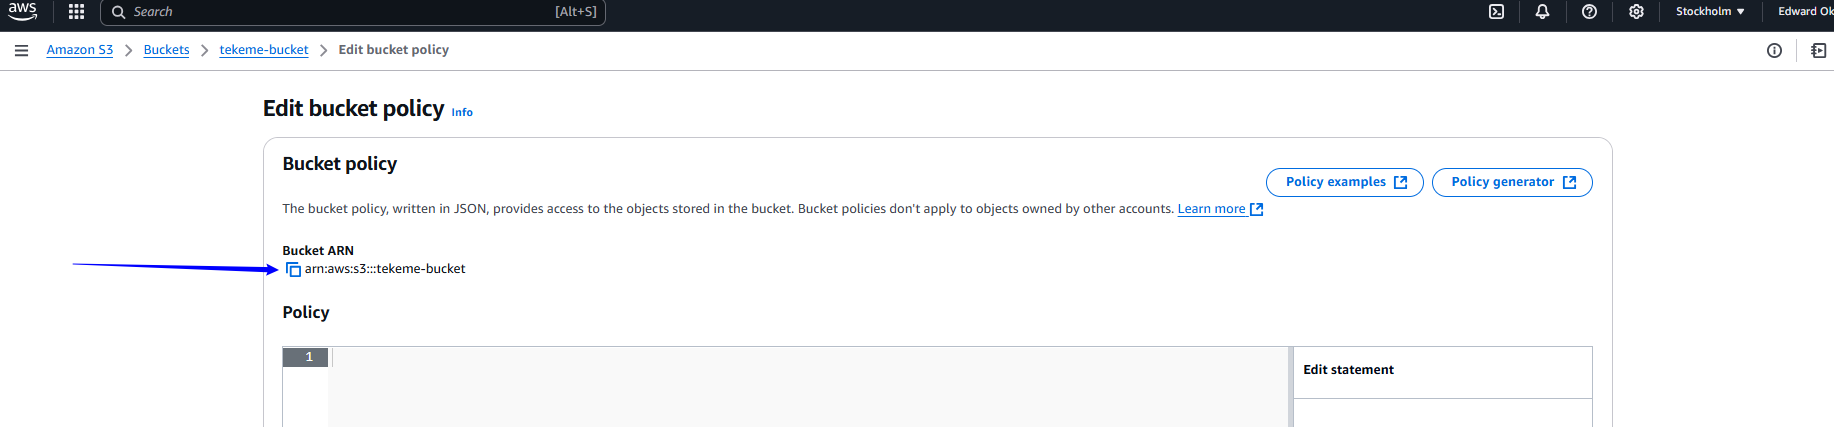 aws Search [Alt+S] Stockholm Edward Ok
Amazon S3 > Buckets > tekeme-bucket > Edit bucket policy
Edit bucket policy Info
Bucket policy
Policy examples Policy generator
The bucket policy, written in JSON, provides access to the objects stored in the bucket. Bucket policies don't apply to objects owned by other accounts. Learn more
Bucket ARN
arn:aws:s3:::tekeme-bucket
Policy
1
Edit statement